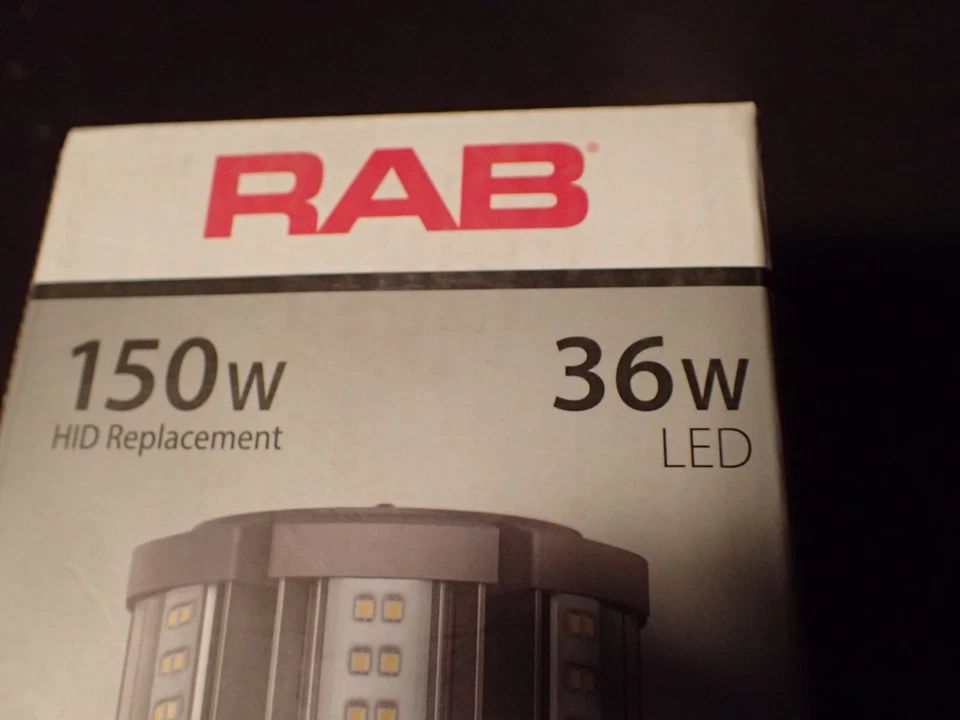 RAB®
150W 36W
HID Replacement LED